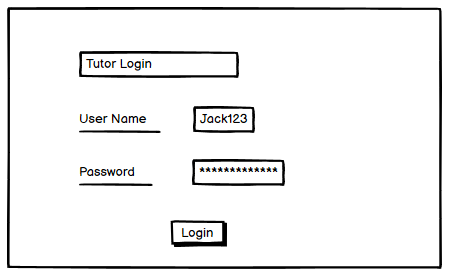 Tutor Login
User Name Jack123
Password *************
Login